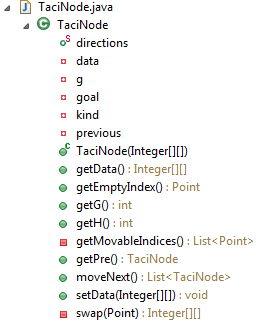 TaciNode.java
TaciNode
directions
data
g
goal
kind
previous
TaciNode(Integer[][])
getData() : Integer[][]
getEmptyIndex() : Point
getG() : int
getH() : int
getMovableIndices() : List<Point>
getPre() : TaciNode
moveNext() : List<TaciNode>
setData(Integer[][]) : void
swap(Point) : Integer[][]